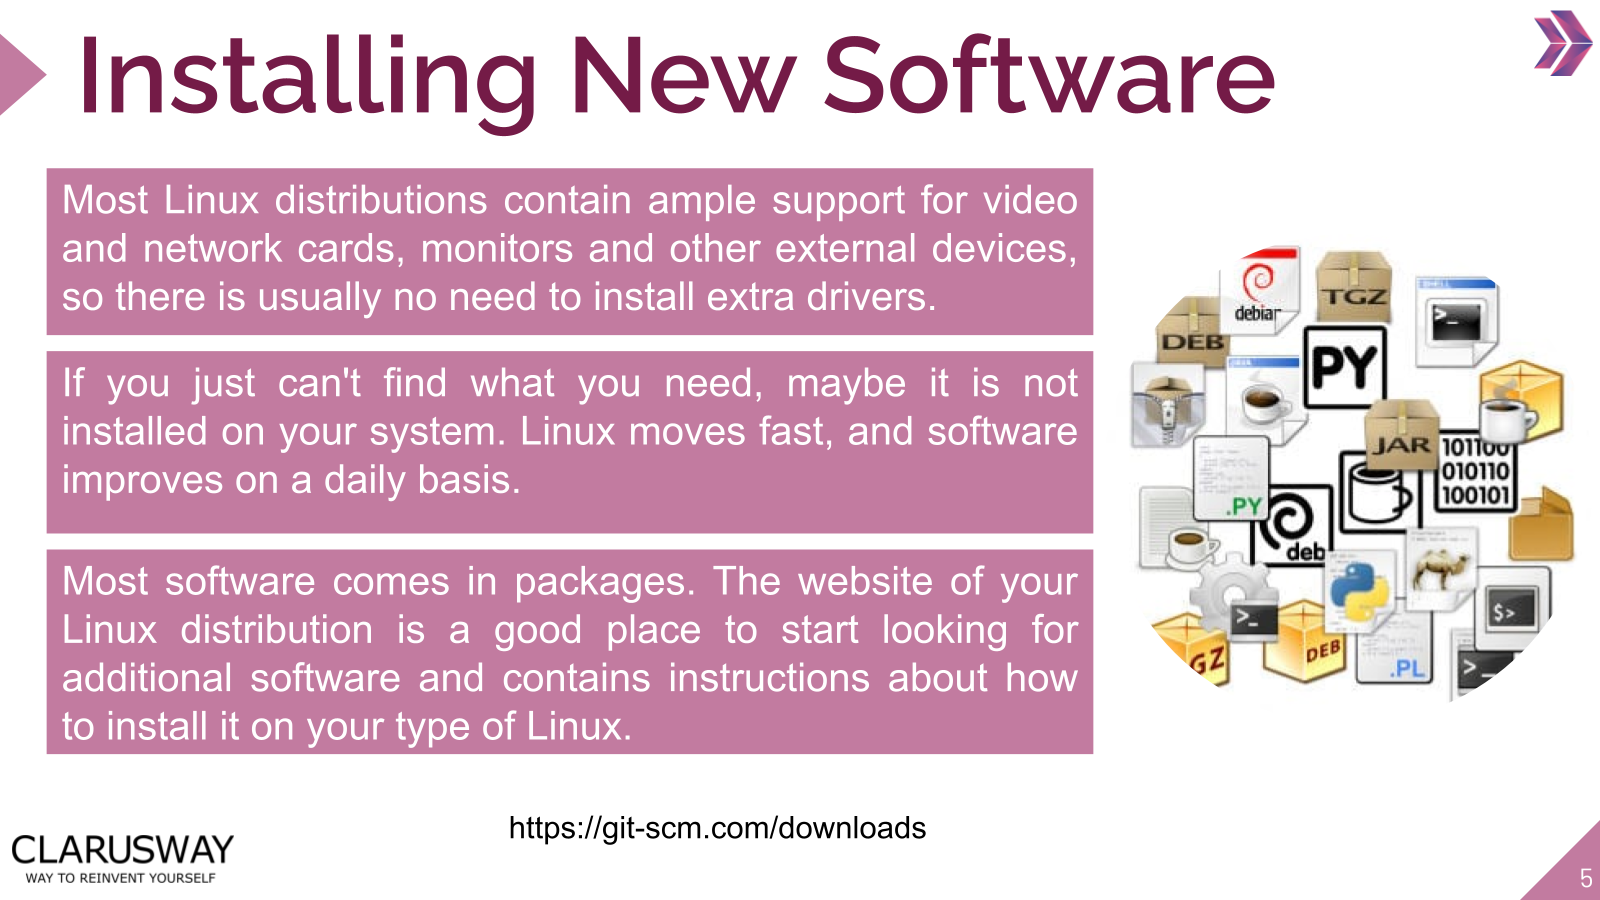 Installing New Software
Most Linux distributions contain ample support for video
and network cards, monitors and other external devices,
so there is usually no need to install extra drivers.
If you just can't find what you need, maybe it is not
installed on your system. Linux moves fast, and software
improves on a daily basis.
Most software comes in packages. The website of your
Linux distribution is a good place to start looking for
additional software and contains instructions about how
to install it on your type of Linux.
debian
TGZ
SHELL
>_
DEB
PY
JAR
101100
010110
100101
.PY
deb
>_
$>
GZ
DEB
.PL
>_
https://git-scm.com/downloads
CLARUSWAY
WAY TO REINVENT YOURSELF
5